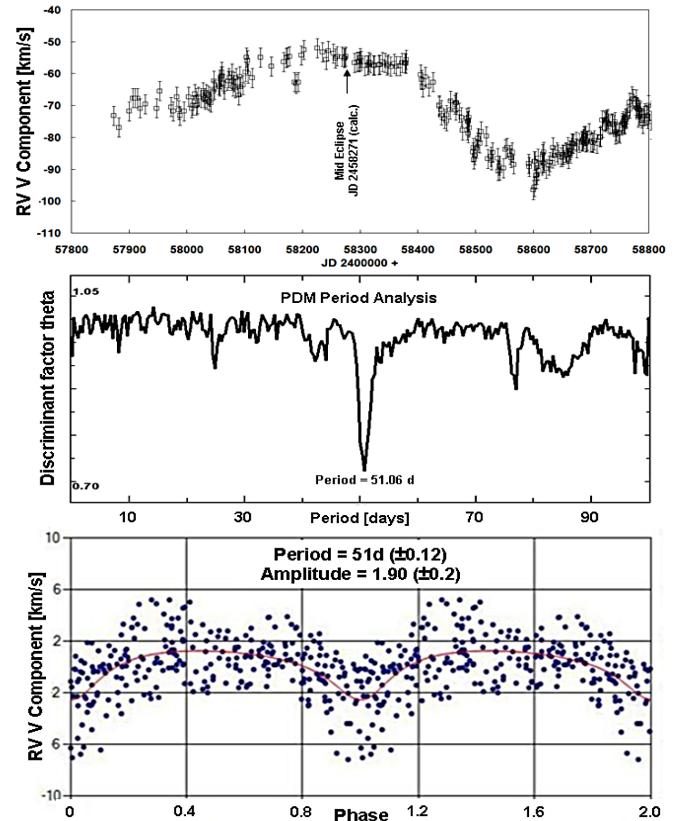 -40
-50
-60
-70
-80
-90
-100
-110
RV V Component [km/s]
Mid Eclipse
JD 2458271 (calc.)
57800 57900 58000 58100 58200 58300 58400 58500 58600 58700 58800
JD 2400000 +
1.05
PDM Period Analysis
Discriminant factor theta
Period = 51.06 d
0.70
10 30 Period [days] 70 90
10
6
2
2
6
-10
RV V Component [km/s]
Period = 51d (±0.12)
Amplitude = 1.90 (±0.2)
0 0.4 0.8 1.2 1.6 2.0
Phase